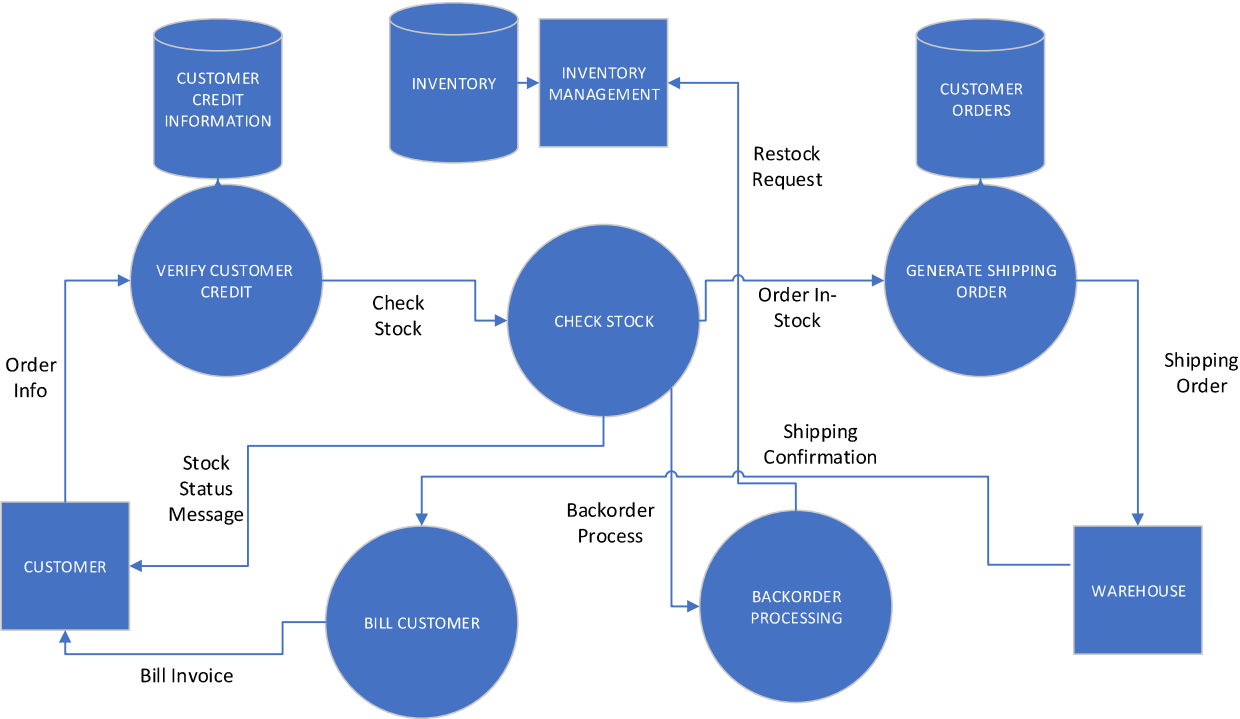 CUSTOMER
CREDIT
INFORMATION
INVENTORY
INVENTORY
MANAGEMENT
CUSTOMER
ORDERS
Restock
Request
VERIFY CUSTOMER
CREDIT
Check
Stock
CHECK STOCK
Order In-
Stock
GENERATE SHIPPING
ORDER
Order
Info
Shipping
Order
Stock
Status
Message
Shipping
Confirmation
Backorder
Process
CUSTOMER
BILL CUSTOMER
BACKORDER
PROCESSING
WAREHOUSE
Bill Invoice